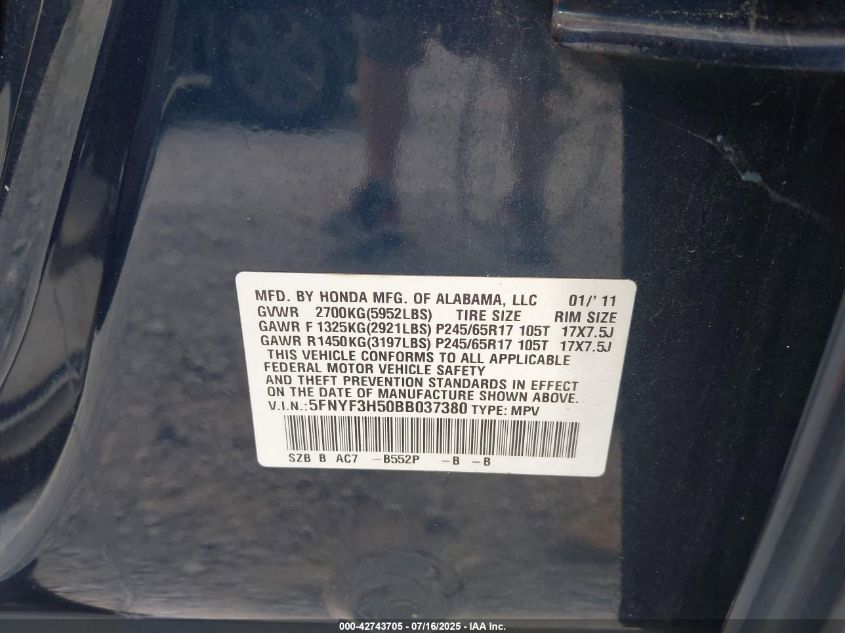 MFD. BY HONDA MFG. OF ALABAMA, LLC 01/'11
GVWR 2700KG(5952LBS) TIRE SIZE RIM SIZE
GAWR F 1325KG(2921LBS) P245/65R17 105T 17X7.5J
GAWR R1450KG(3197LBS) P245/65R17 105T 17X7.5J
THIS VEHICLE CONFORMS TO ALL APPLICABLE
FEDERAL MOTOR VEHICLE SAFETY
AND THEFT PREVENTION STANDARDS IN EFFECT
ON THE DATE OF MANUFACTURE SHOWN ABOVE.
V.I.N.:5FNYF3H50BB037380 TYPE: MPV
SZB B AC7 -B552P -B -B
000-42743705 - 07/16/2025 - IAA Inc.